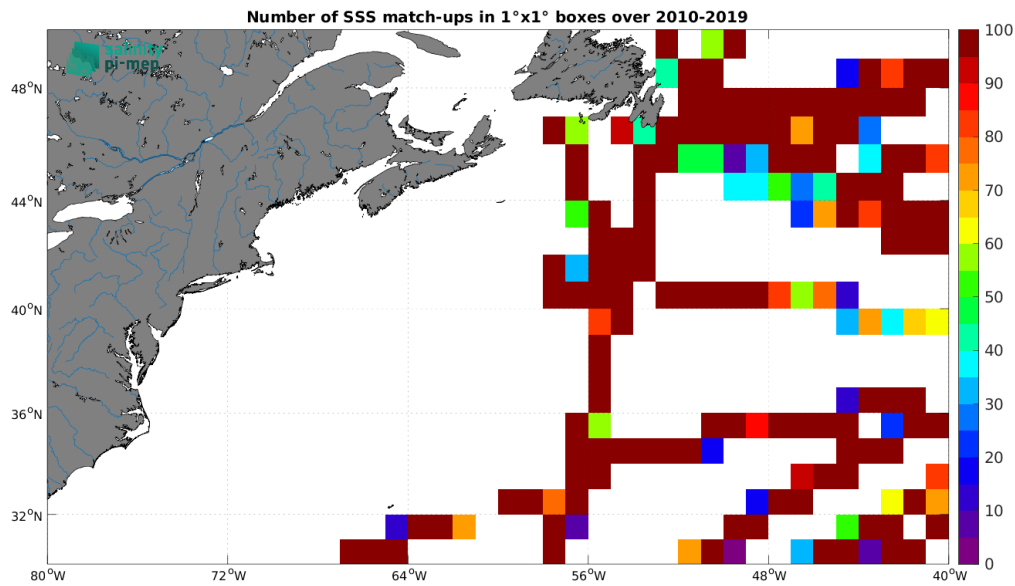 Number of SSS match-ups in 1°x1° boxes over 2010-2019
salinity
pi-mep
48°N
44°N
40°N
36°N
32°N
80°W
72°W
64°W
56°W
48°W
40°W
100
90
80
70
60
50
40
30
20
10
0